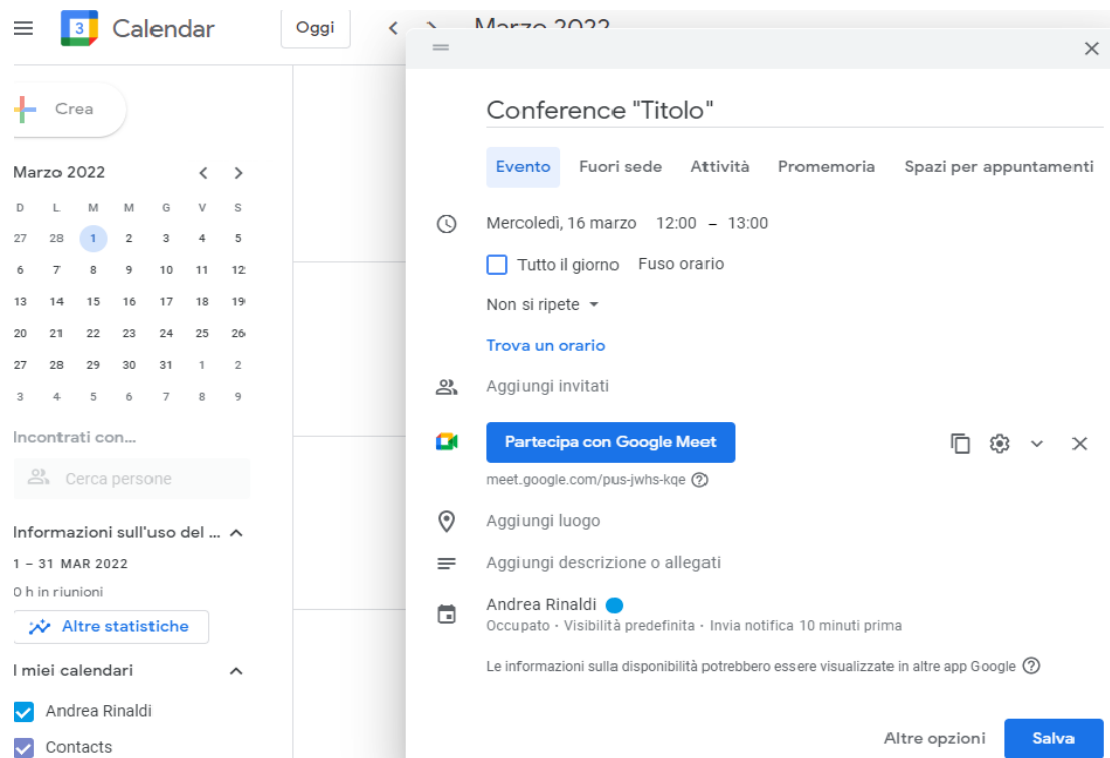 3 Calendar Oggi Marzo 2022
Crea
Marzo 2022
D L M M G V S
27 28 1 2 3 4 5
6 7 8 9 10 11 12
13 14 15 16 17 18 19
20 21 22 23 24 25 26
27 28 29 30 31 1 2
3 4 5 6 7 8 9
Incontrati con...
Cerca persone
Informazioni sull'uso del ...
1 – 31 MAR 2022
0 h in riunioni
Altre statistiche
I miei calendari
Andrea Rinaldi
Contacts
Conference "Titolo"
Evento Fuori sede Attività Promemoria Spazi per appuntamenti
Mercoledì, 16 marzo 12:00 – 13:00
Tutto il giorno Fuso orario
Non si ripete
Trova un orario
Aggiungi invitati
Partecipa con Google Meet
meet.google.com/pus-jwhs-kqe
Aggiungi luogo
Aggiungi descrizione o allegati
Andrea Rinaldi
Occupato · Visibilità predefinita · Invia notifica 10 minuti prima
Le informazioni sulla disponibilità potrebbero essere visualizzate in altre app Google
Altre opzioni Salva